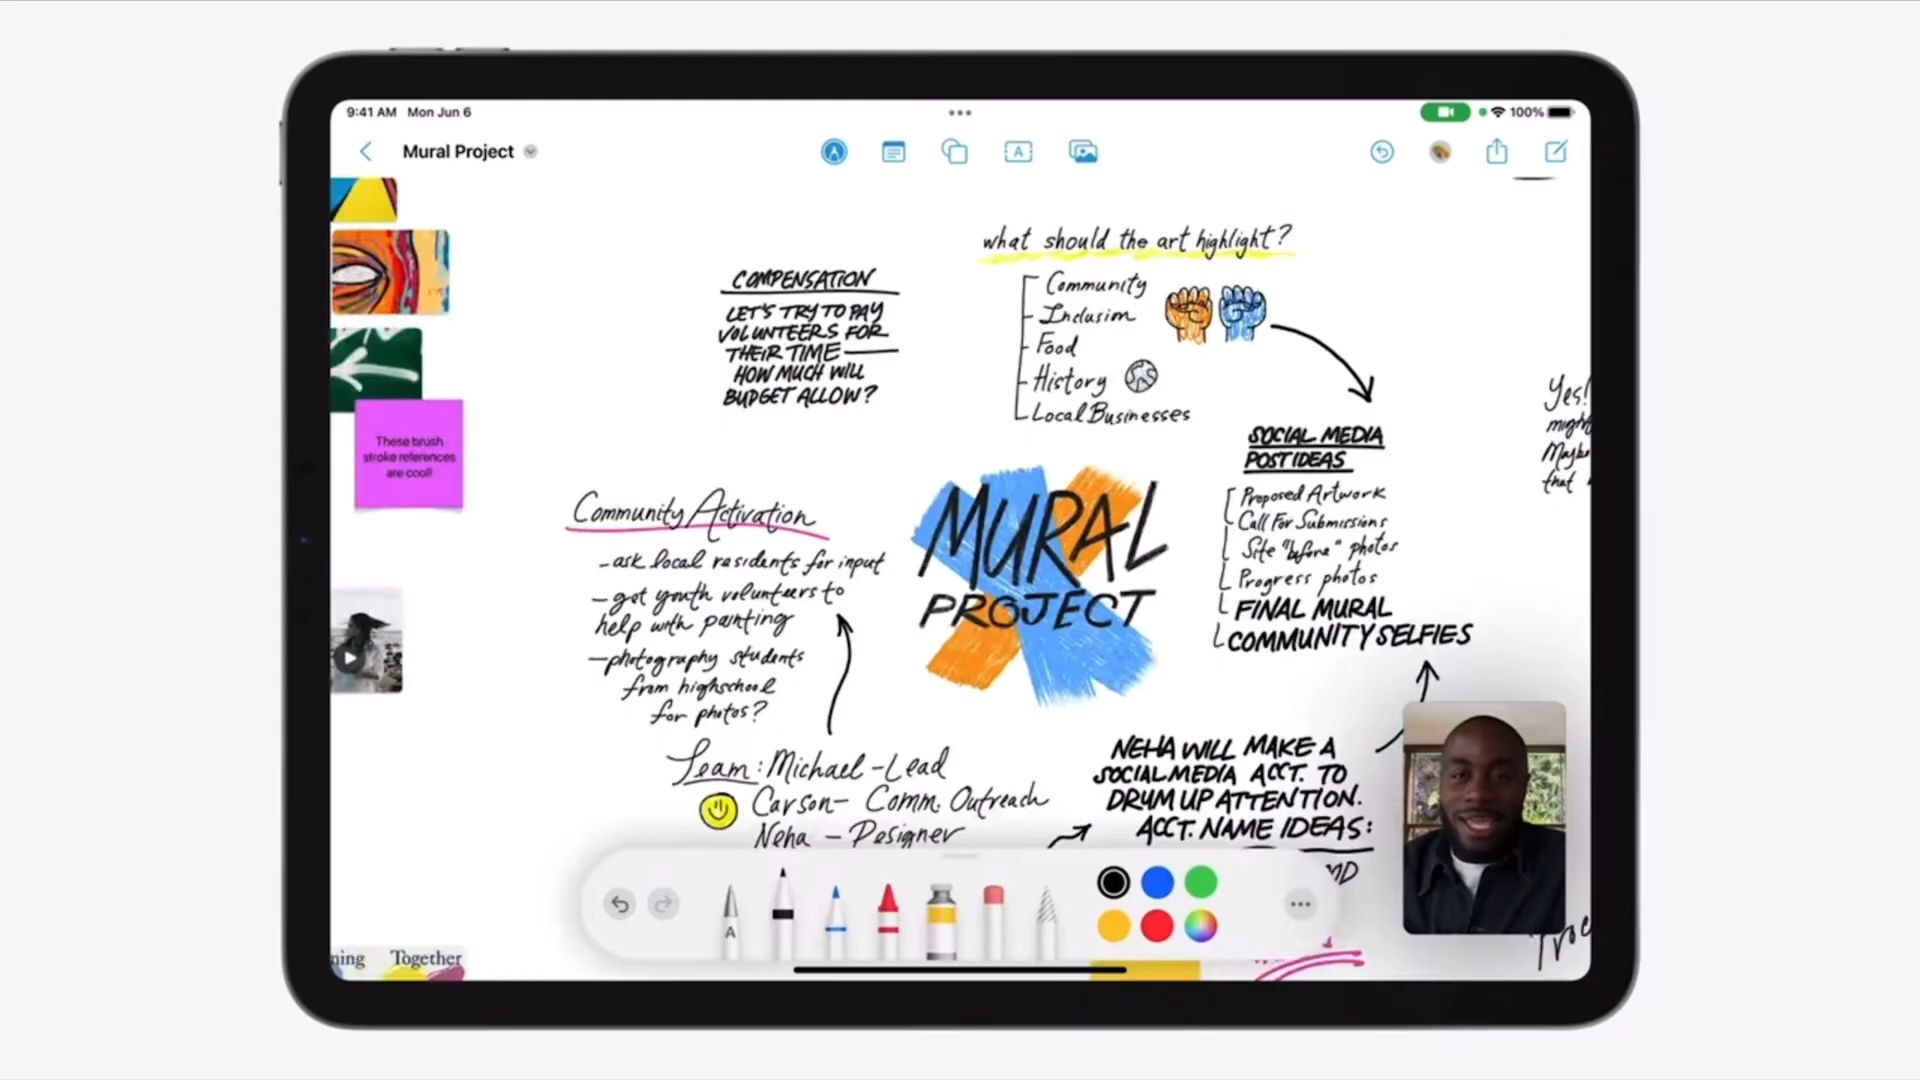 9:41 AM Mon Jun 6
100%
Mural Project
A
what should the art highlight?
Community
Inclusion
Food
History
Local Businesses
COMPENSATION
LET'S TRY TO PAY
VOLUNTEERS FOR
THEIR TIME —
HOW MUCH WILL
BUDGET ALLOW?
These brush
stroke references
are cool!
SOCIAL MEDIA
POST IDEAS
Proposed Artwork
Call For Submissions
Site "before" photos
Progress photos
FINAL MURAL
COMMUNITY SELFIES
Yes!
might
Maybe
that
Community Activation
- ask local residents for input
- get youth volunteers to
help with painting
- photography students
from highschool
for photos?
MURAL
PROJECT
Team: Michael - Lead
Carson - Comm. Outreach
Neha - Designer
NEHA WILL MAKE A
SOCIAL MEDIA ACCT. TO
DRUM UP ATTENTION.
ACCT. NAME IDEAS:
A
ning Together